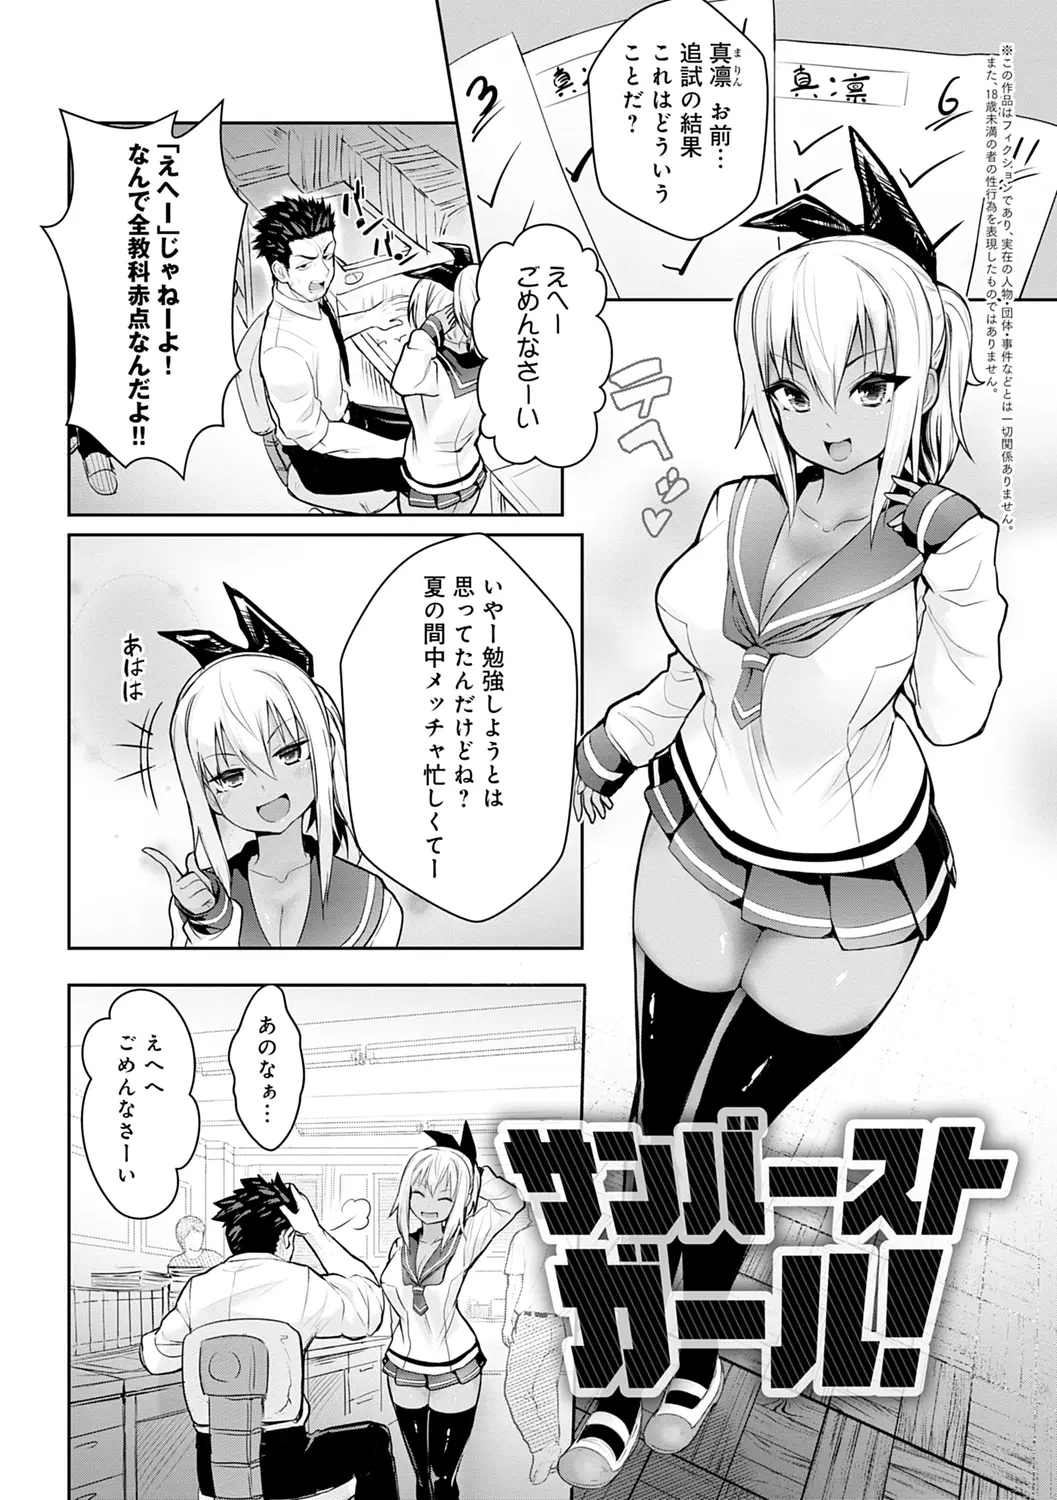 ※この作品はフィクションであり、実在の人物・団体・事件などとは一切関係ありません。
また、18歳未満の者の性行為を表現したものではありません。
真凛
6
3
真凛 お前…
まりん
追試の結果
これはどういう
ことだ?
えへー
ごめんなさーい
「えへー」じゃねーよ!
なんで全教科赤点なんだよ!!
テヘッ♡
いやー勉強しようとは
思ってたんだけどね?
夏の間中メッチャ忙しくてー
あはは
あのなぁ…
えへへ
ごめんなさーい
サンバースト
ガール!